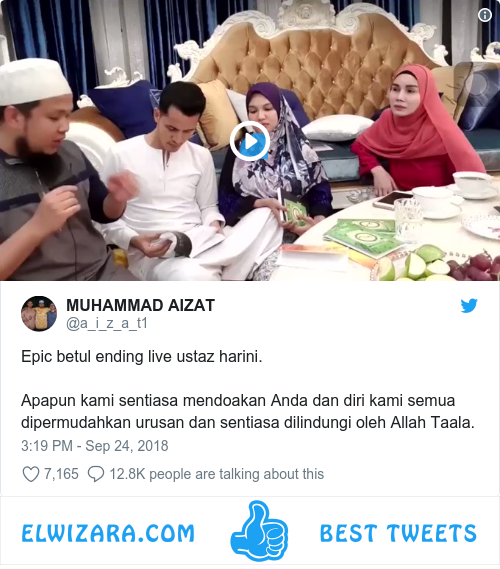 MUHAMMAD AIZAT
@a_i_z_a_t1
Epic betul ending live ustaz harini.
Apapun kami sentiasa mendoakan Anda dan diri kami semua
dipermudahkan urusan dan sentiasa dilindungi oleh Allah Taala.
3:19 PM - Sep 24, 2018
7,165 12.8K people are talking about this
ELWIZARA.COM BEST TWEETS